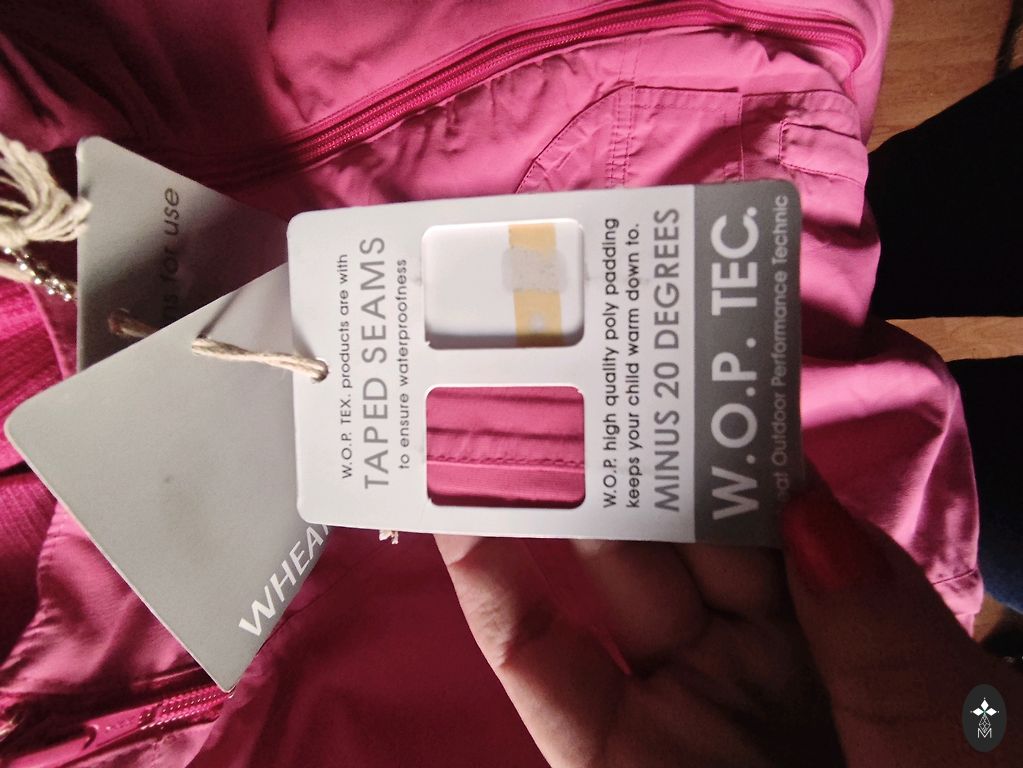 W.O.P. TEX. products are with
TAPED SEAMS
to ensure waterproofness
W.O.P. high quality poly padding
keeps your child warm down to.
MINUS 20 DEGREES
W.O.P. TEC.
Outdoor Performance Technic
for use
WHEAT
M